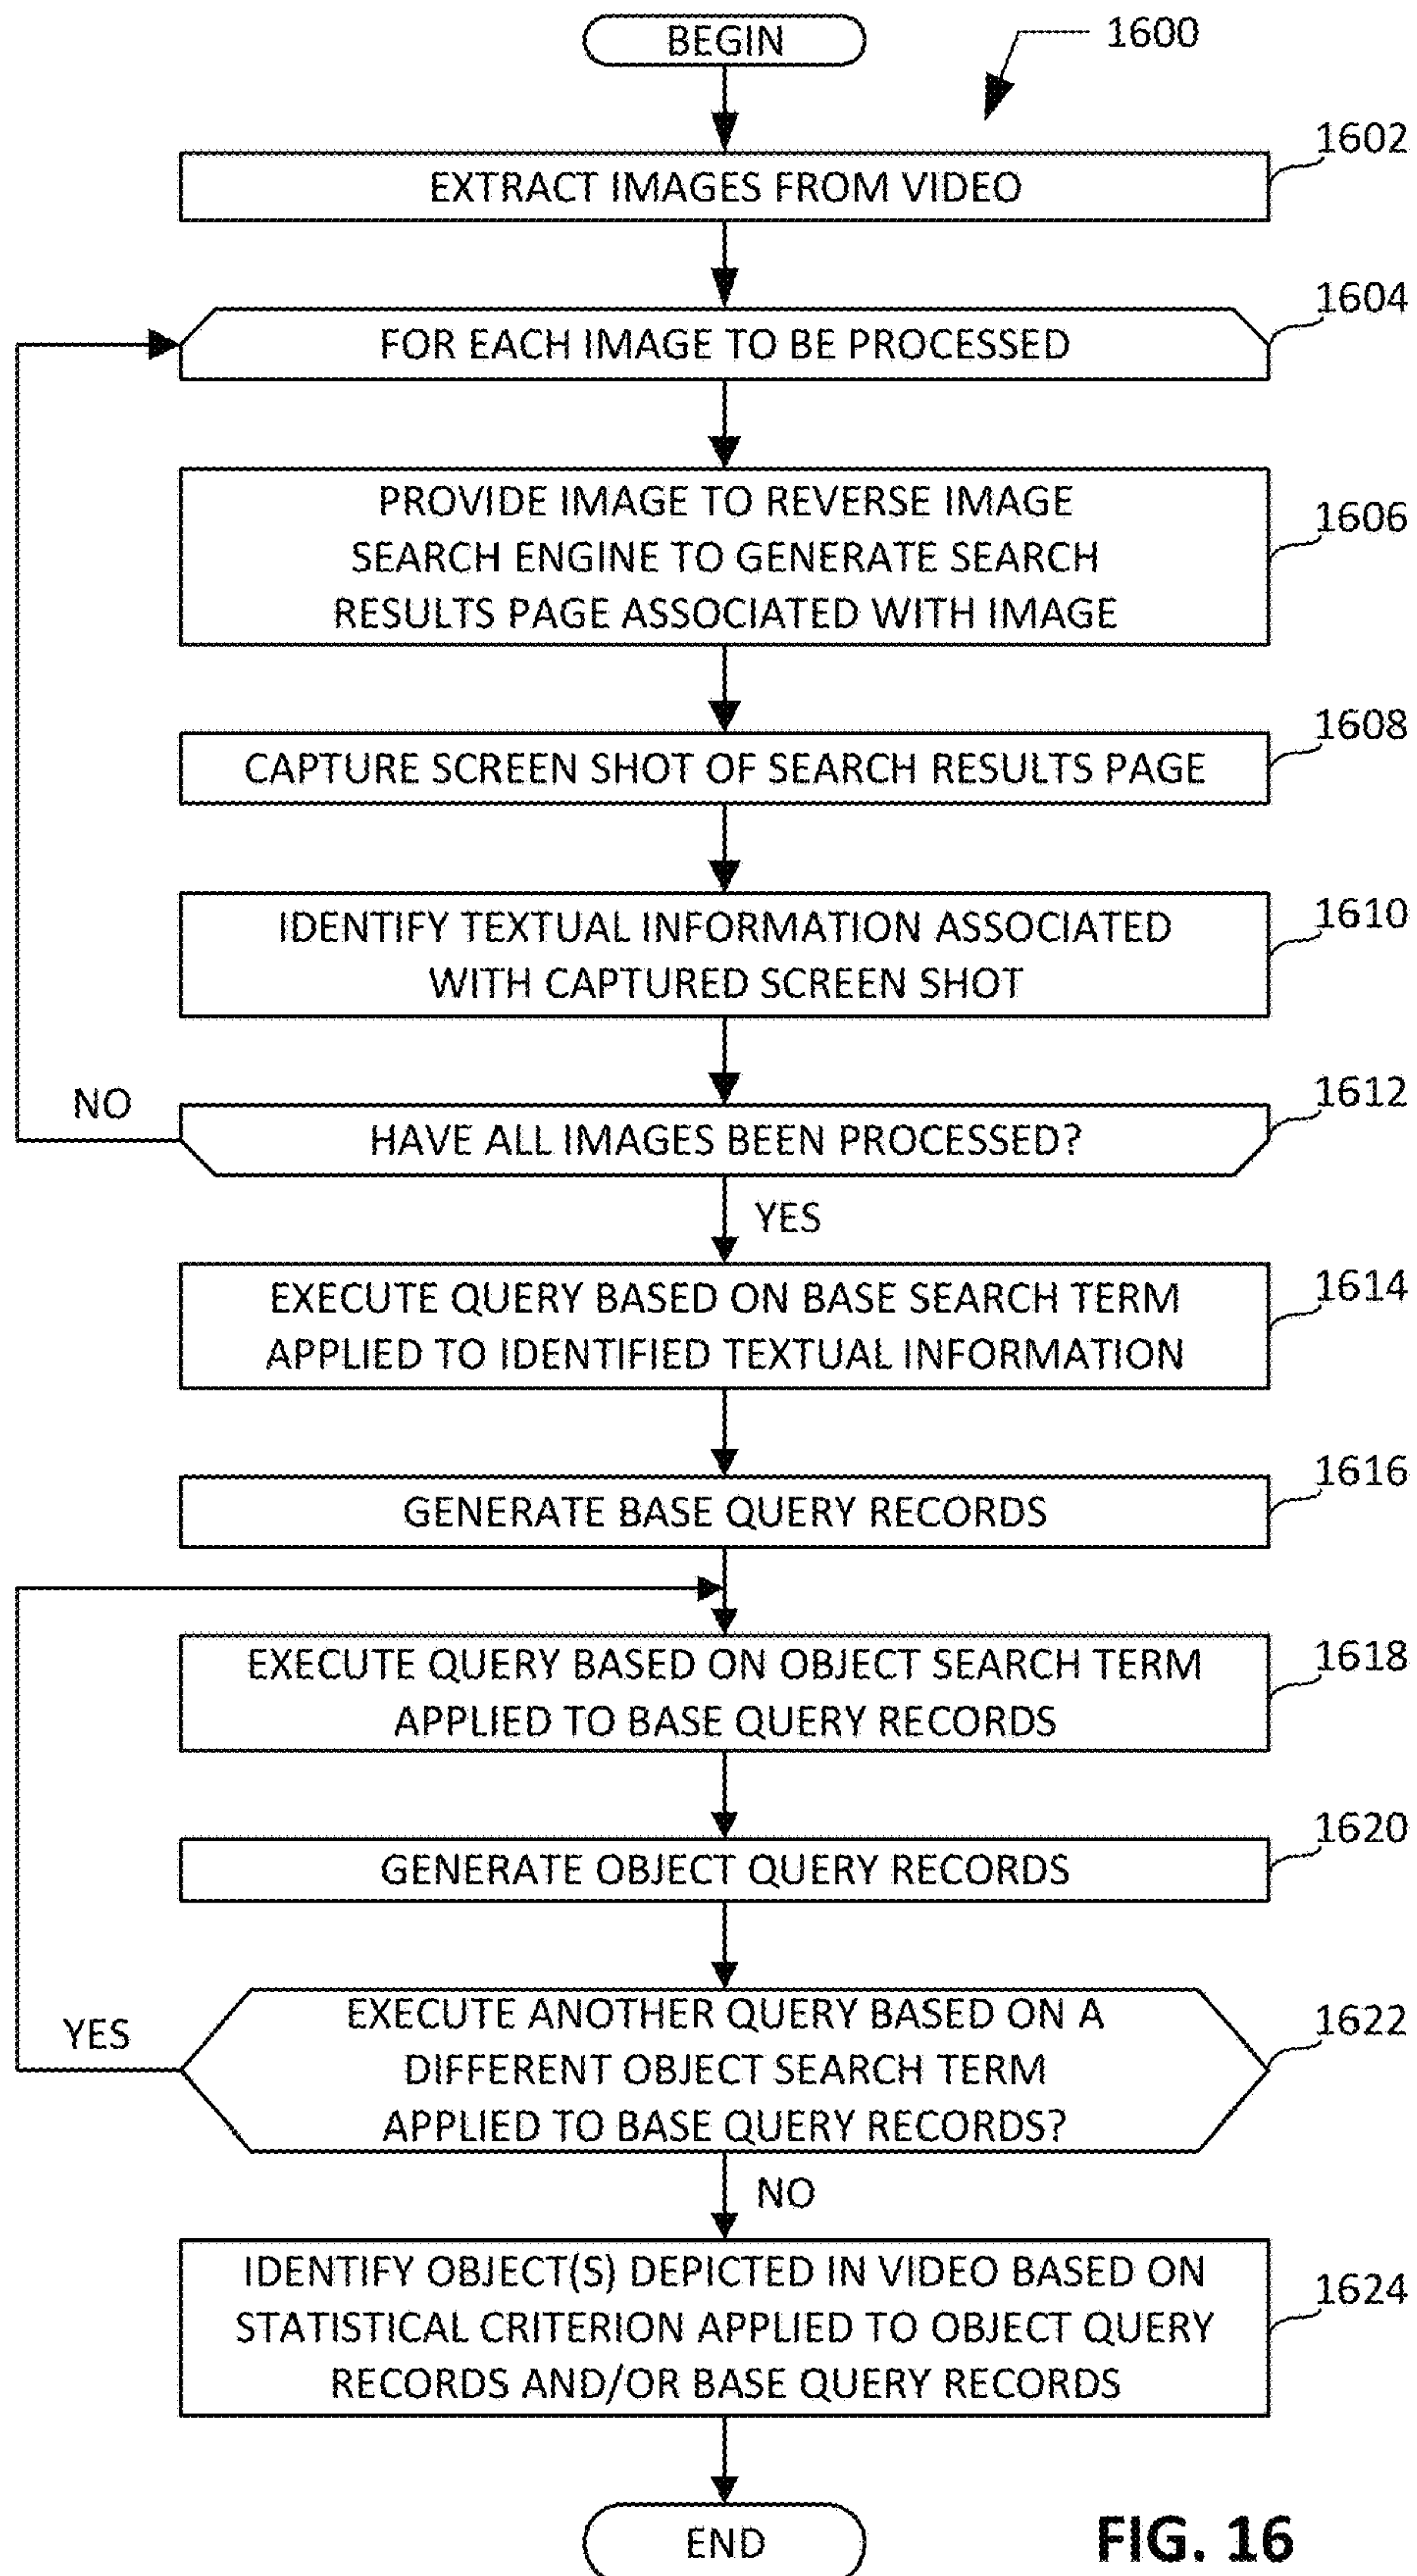 BEGIN
1600
1602
EXTRACT IMAGES FROM VIDEO
1604
FOR EACH IMAGE TO BE PROCESSED
PROVIDE IMAGE TO REVERSE IMAGE
1606
SEARCH ENGINE TO GENERATE SEARCH
RESULTS PAGE ASSOCIATED WITH IMAGE
1608
CAPTURE SCREEN SHOT OF SEARCH RESULTS PAGE
1610
IDENTIFY TEXTUAL INFORMATION ASSOCIATED
WITH CAPTURED SCREEN SHOT
1612
NO
HAVE ALL IMAGES BEEN PROCESSED?
YES
1614
EXECUTE QUERY BASED ON BASE SEARCH TERM
APPLIED TO IDENTIFIED TEXTUAL INFORMATION
1616
GENERATE BASE QUERY RECORDS
1618
EXECUTE QUERY BASED ON OBJECT SEARCH TERM
APPLIED TO BASE QUERY RECORDS
1620
GENERATE OBJECT QUERY RECORDS
1622
YES
EXECUTE ANOTHER QUERY BASED ON A
DIFFERENT OBJECT SEARCH TERM
APPLIED TO BASE QUERY RECORDS?
NO
IDENTIFY OBJECT(S) DEPICTED IN VIDEO BASED ON
1624
STATISTICAL CRITERION APPLIED TO OBJECT QUERY
RECORDS AND/OR BASE QUERY RECORDS
END
FIG. 16